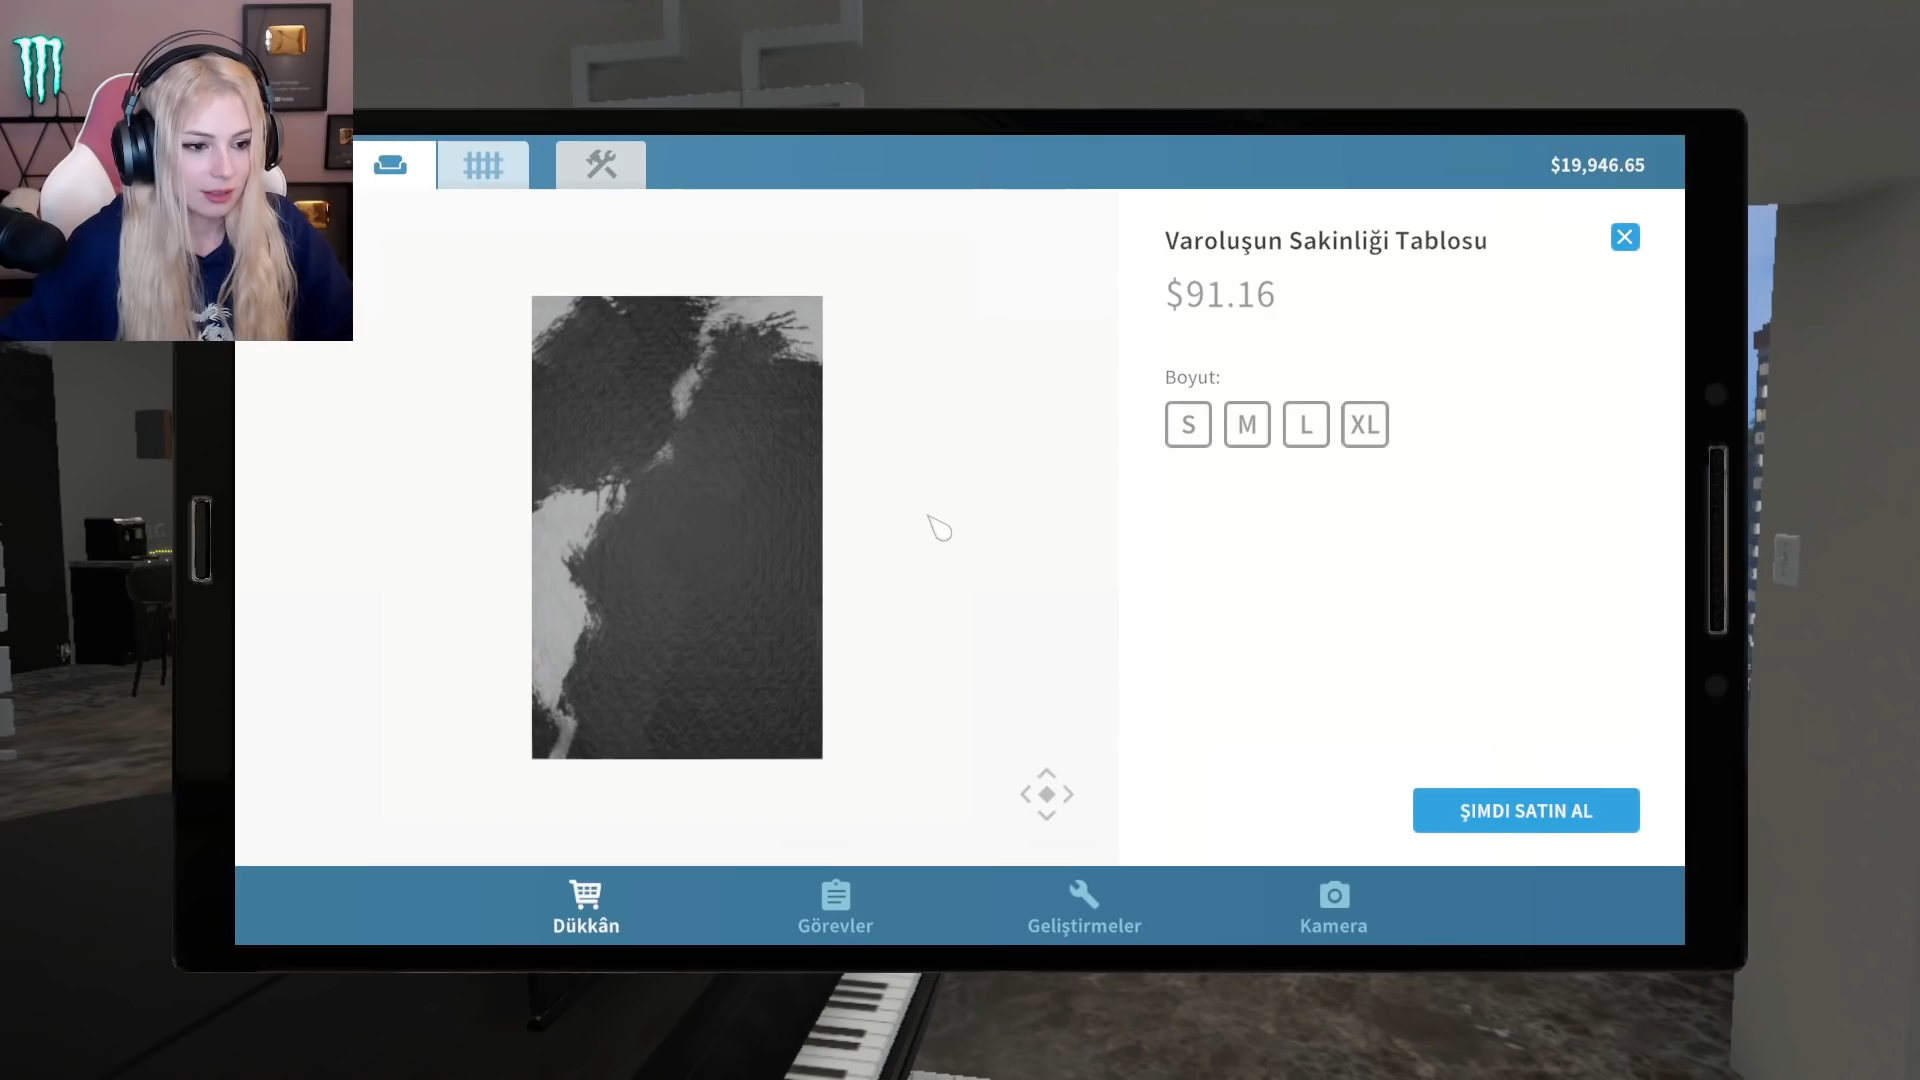 $19,946.65
Varoluşun Sakinliği Tablosu
$91.16
Boyut:
S M L XL
ŞIMDI SATIN AL
Dükkân Görevler Geliştirmeler Kamera